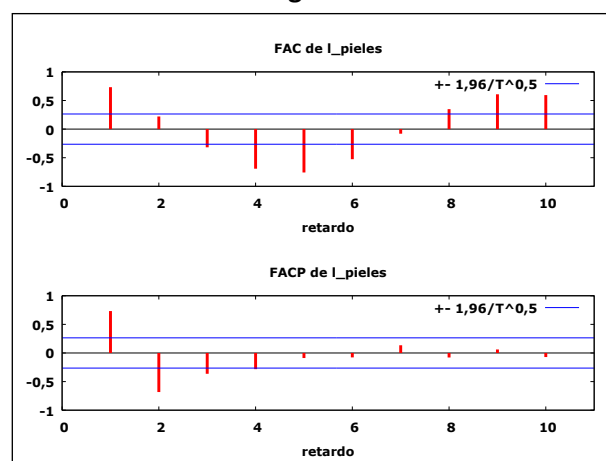 FAC de l_pieles
+- 1,96/T^0,5
1
0,5
0
-0,5
-1
0 2 4 6 8 10
retardo
FACP de l_pieles
+- 1,96/T^0,5
1
0,5
0
-0,5
-1
0 2 4 6 8 10
retardo